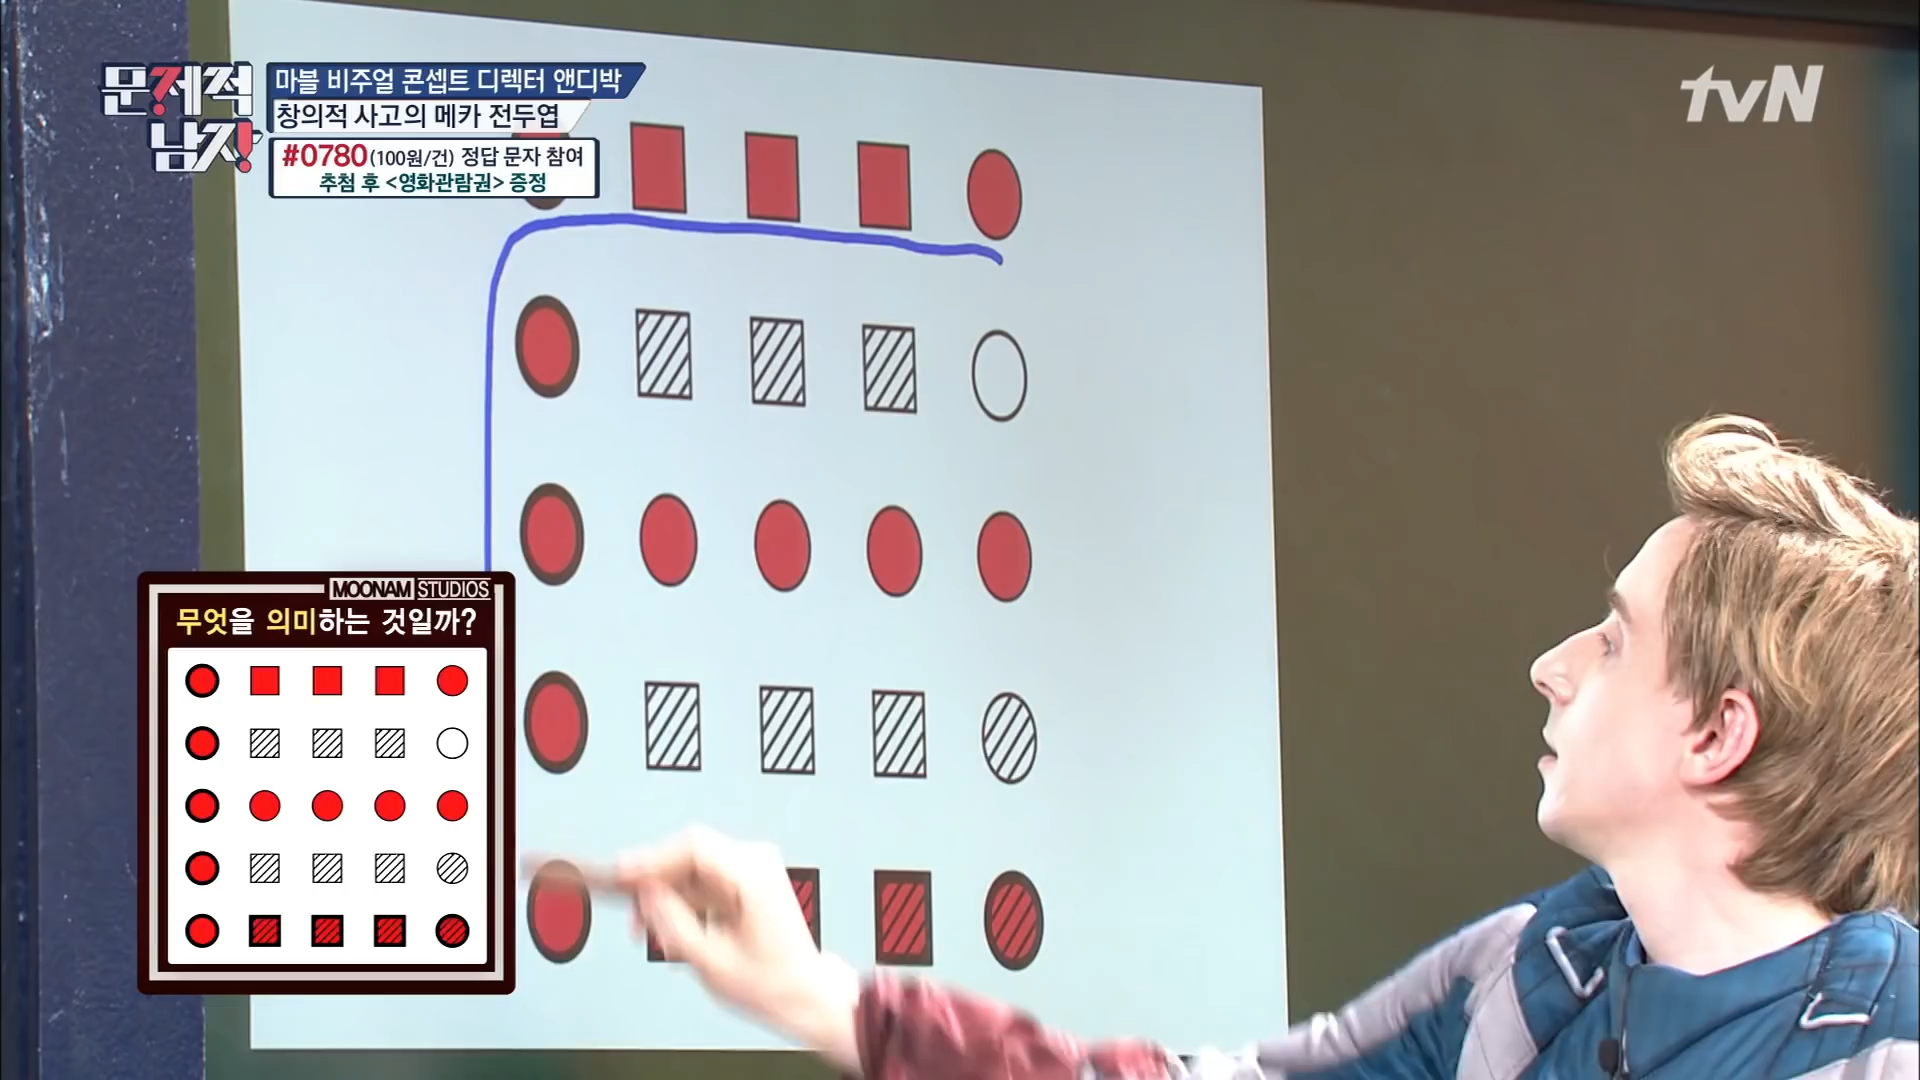 문제적
남자
마블 비주얼 콘셉트 디렉터 앤디박
창의적 사고의 메카 전두엽
#0780(100원/건) 정답 문자 참여
추첨 후 <영화관람권> 증정
tvN
MOONAM STUDIOS
무엇을 의미하는 것일까?